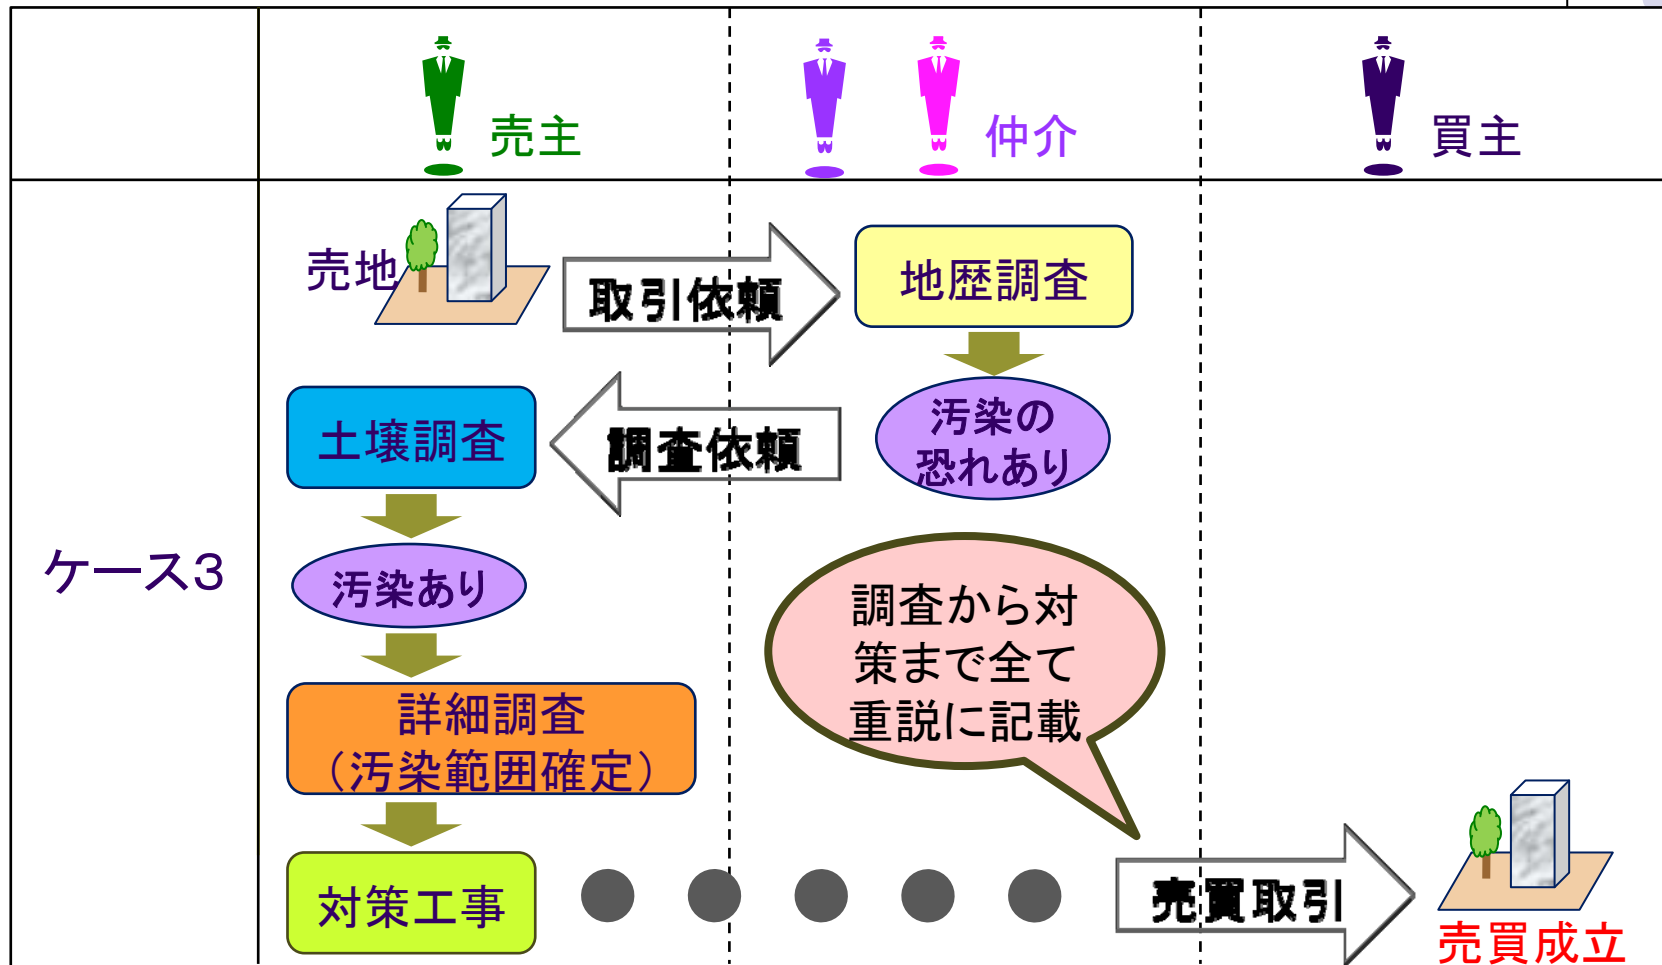 売主
仲介
買主
ケース3
売地
取引依頼
地歴調査
汚染の
恐れあり
調査依頼
土壌調査
汚染あり
詳細調査
（汚染範囲確定）
対策工事
調査から対
策まで全て
重説に記載
売買取引
売買成立